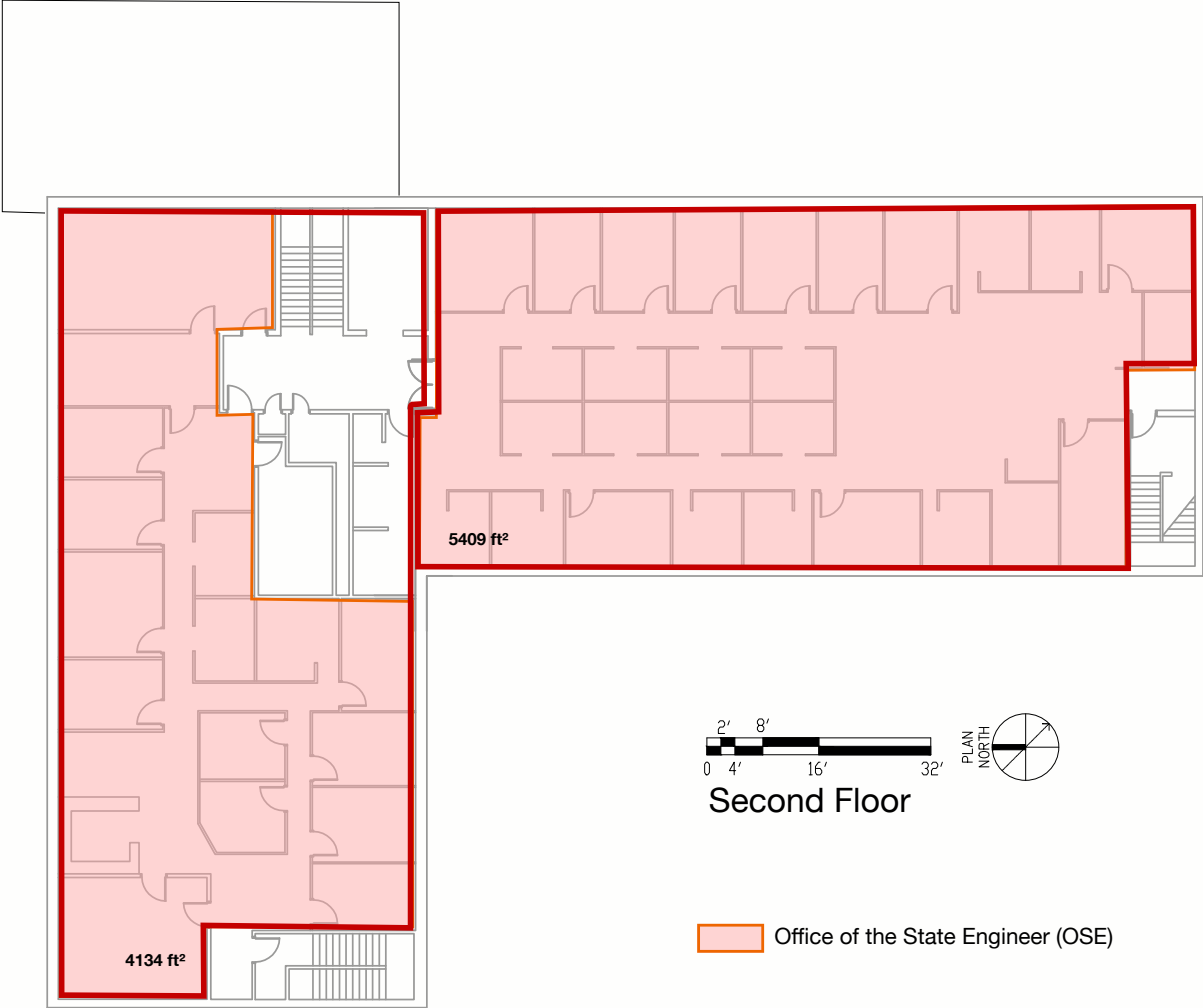 5409 ft²
2' 8'
0 4' 16' 32'
PLAN
NORTH
Second Floor
Office of the State Engineer (OSE)
4134 ft²